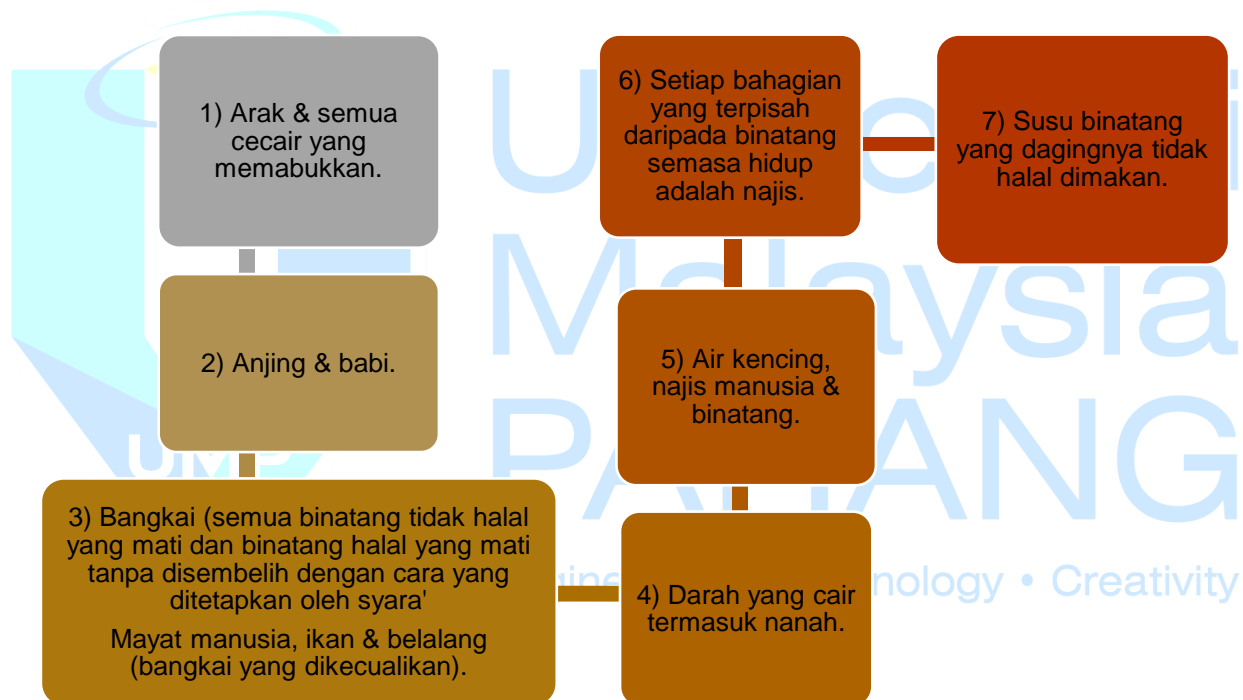 1) Arak & semua
cecair yang
memabukkan.
2) Anjing & babi.
3) Bangkai (semua binatang tidak halal
yang mati dan binatang halal yang mati
tanpa disembelih dengan cara yang
ditetapkan oleh syara'
Mayat manusia, ikan & belalang
(bangkai yang dikecualikan).
4) Darah yang cair
termasuk nanah.
5) Air kencing,
najis manusia &
binatang.
6) Setiap bahagian
yang terpisah
daripada binatang
semasa hidup
adalah najis.
7) Susu binatang
yang dagingnya tidak
halal dimakan.
UMP
Malaysia
PAHANG
• Creativity